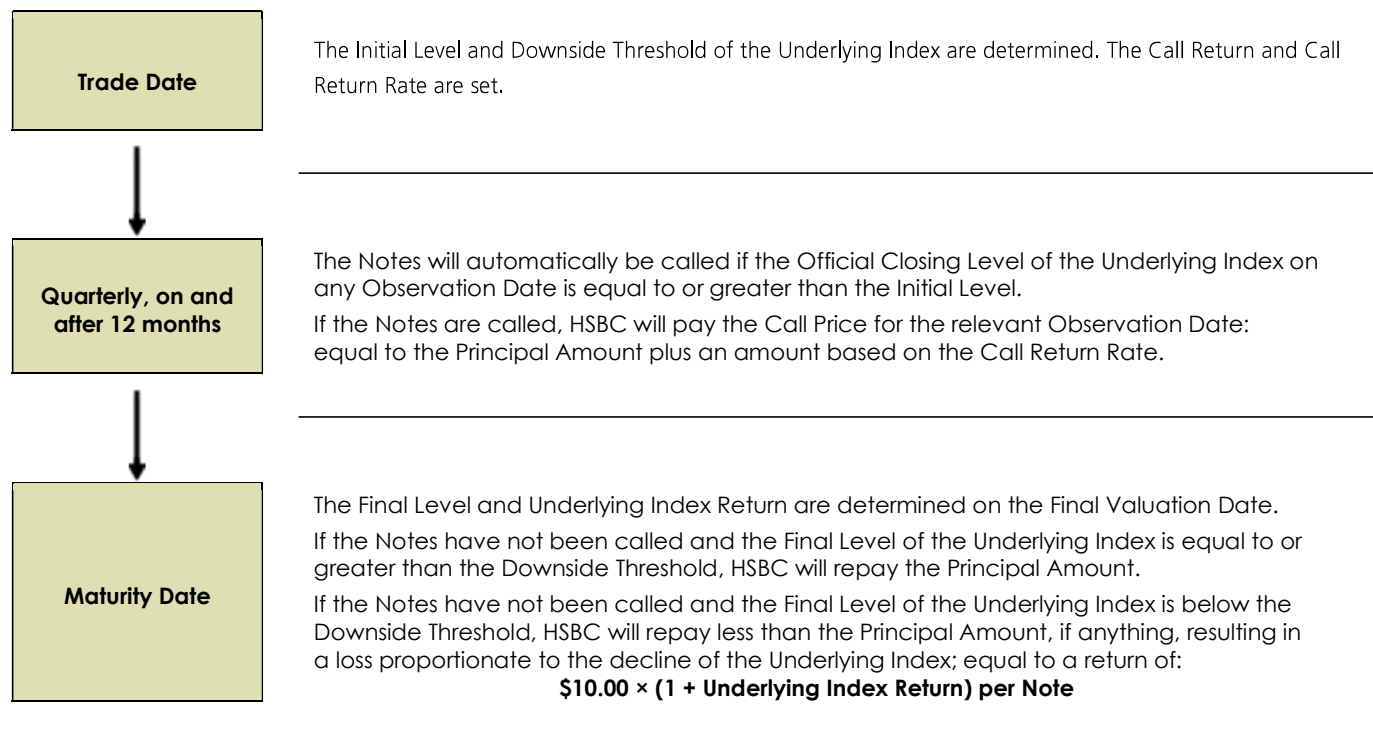 Trade Date
The Initial Level and Downside Threshold of the Underlying Index are determined. The Call Return and Call
Return Rate are set.
Quarterly, on and
after 12 months
The Notes will automatically be called if the Official Closing Level of the Underlying Index on
any Observation Date is equal to or greater than the Initial Level.
If the Notes are called, HSBC will pay the Call Price for the relevant Observation Date:
equal to the Principal Amount plus an amount based on the Call Return Rate.
Maturity Date
The Final Level and Underlying Index Return are determined on the Final Valuation Date.
If the Notes have not been called and the Final Level of the Underlying Index is equal to or
greater than the Downside Threshold, HSBC will repay the Principal Amount.
If the Notes have not been called and the Final Level of the Underlying Index is below the
Downside Threshold, HSBC will repay less than the Principal Amount, if anything, resulting in
a loss proportionate to the decline of the Underlying Index; equal to a return of:
$10.00 × (1 + Underlying Index Return) per Note